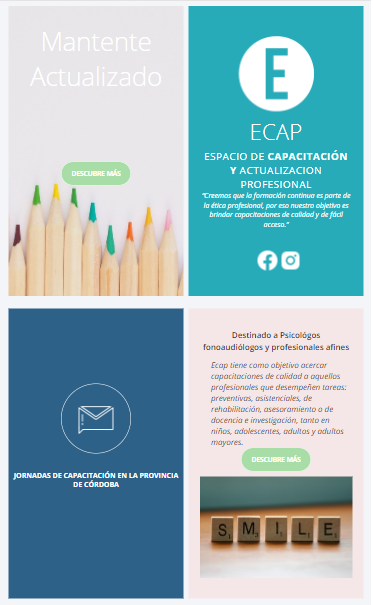 Mantente
Actualizado
DESCUBRE MÁS
E
ECAP
ESPACIO DE CAPACITACIÓN
Y ACTUALIZACION
PROFESIONAL
"Creemos que la formación continua es parte de
la ética profesional, por eso nuestro objetivo es
brindar capacitaciones de calidad y de fácil
acceso."
JORNADAS DE CAPACITACIÓN EN LA PROVINCIA
DE CÓRDOBA
Destinado a Psicológos
fonoaudiólogos y profesionales afines
Ecap tiene como objetivo acercar
capacitaciones de calidad a aquellos
profesionales que desempeñen tareas:
preventivas, asistenciales, de
rehabilitación, asesoramiento o de
docencia e investigación, tanto en
niños, adolescentes, adultos y adultos
mayores.
DESCUBRE MÁS
SMILE